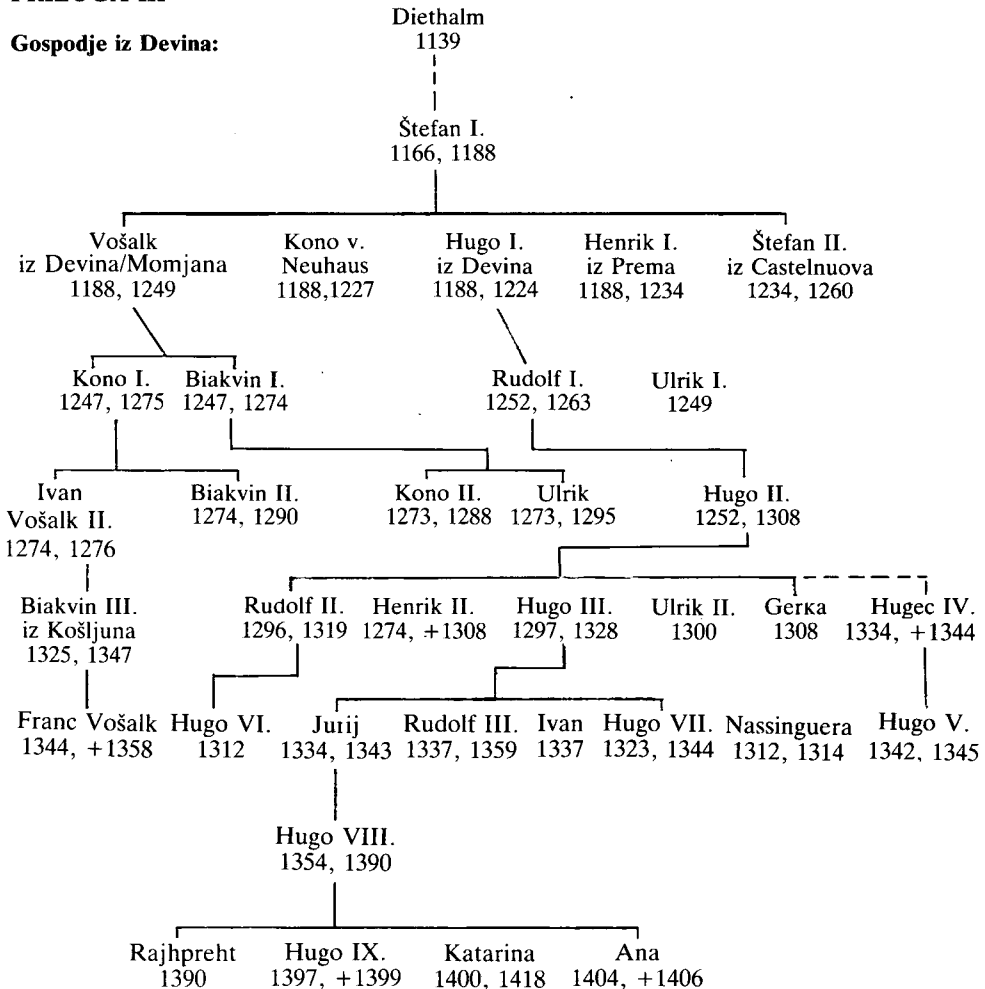 Gospodje iz Devina:
Diethalm
1139
Štefan I.
1166, 1188
Vošalk
iz Devina/Momjana
1188, 1249
Kono v.
Neuhaus
1188,1227
Hugo I.
iz Devina
1188, 1224
Henrik I.
iz Prema
1188, 1234
Štefan II.
iz Castelnuova
1234, 1260
Kono I.
1247, 1275
Biakvin I.
1247, 1274
Rudolf I.
1252, 1263
Ulrik I.
1249
Ivan
Vošalk II.
1274, 1276
Biakvin II.
1274, 1290
Kono II.
1273, 1288
Ulrik
1273, 1295
Hugo II.
1252, 1308
Biakvin III.
iz Košljuna
1325, 1347
Rudolf II.
1296, 1319
Henrik II.
1274, +1308
Hugo III.
1297, 1328
Ulrik II.
1300
Gerka
1308
Hugec IV.
1334, +1344
Franc Vošalk
1344, +1358
Hugo VI.
1312
Jurij
1334, 1343
Rudolf III.
1337, 1359
Ivan
1337
Hugo VII.
1323, 1344
Nassinguera
1312, 1314
Hugo V.
1342, 1345
Hugo VIII.
1354, 1390
Rajhpreht
1390
Hugo IX.
1397, +1399
Katarina
1400, 1418
Ana
1404, +1406